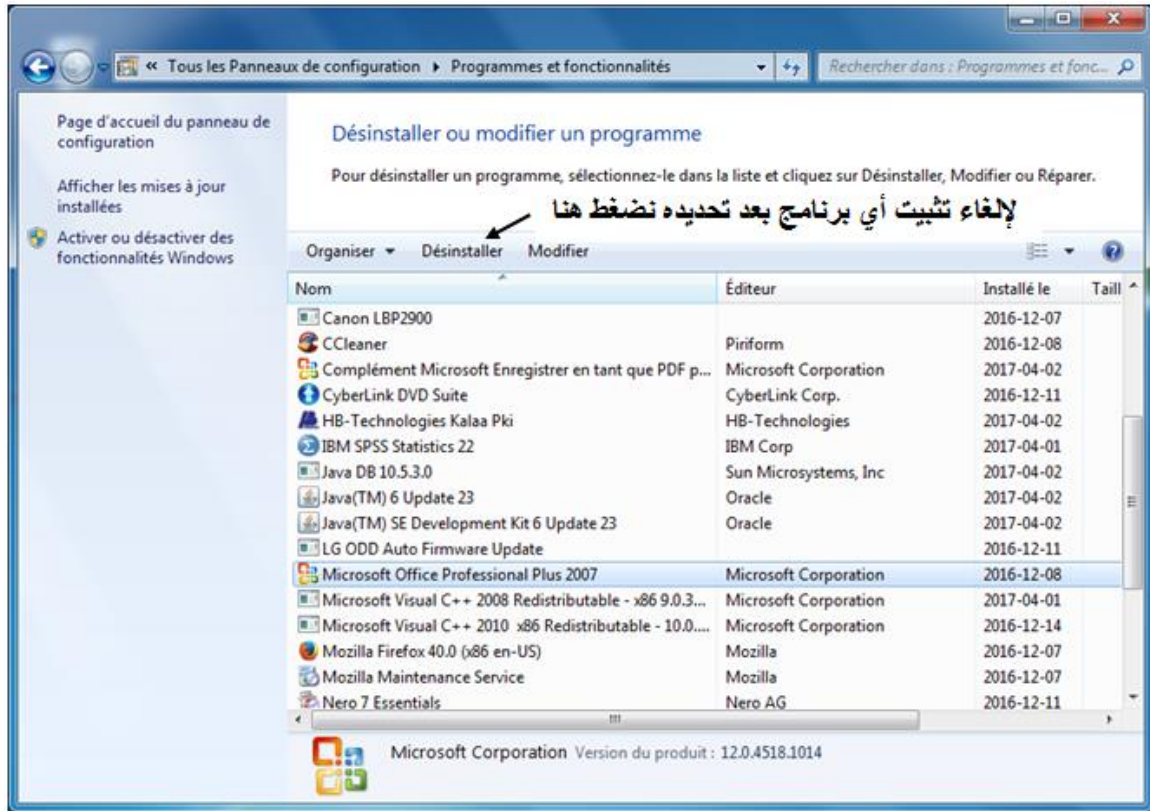 « Tous les Panneaux de configuration ▸ Programmes et fonctionnalités
Rechercher dans : Programmes et fonc...
Page d'accueil du panneau de
configuration
Afficher les mises à jour
installées
Activer ou désactiver des
fonctionnalités Windows
Désinstaller ou modifier un programme
Pour désinstaller un programme, sélectionnez-le dans la liste et cliquez sur Désinstaller, Modifier ou Réparer.
لإلغاء تثبيت أي برنامج بعد تحديده نضغط هنا
Organiser Désinstaller Modifier
Nom Éditeur Installé le Taill
Canon LBP2900 2016-12-07
CCleaner Piriform 2016-12-08
Complément Microsoft Enregistrer en tant que PDF p... Microsoft Corporation 2017-04-02
CyberLink DVD Suite CyberLink Corp. 2016-12-11
HB-Technologies Kalaa Pki HB-Technologies 2017-04-02
IBM SPSS Statistics 22 IBM Corp 2017-04-01
Java DB 10.5.3.0 Sun Microsystems, Inc 2017-04-02
Java(TM) 6 Update 23 Oracle 2017-04-02
Java(TM) SE Development Kit 6 Update 23 Oracle 2017-04-02
LG ODD Auto Firmware Update 2016-12-11
Microsoft Office Professional Plus 2007 Microsoft Corporation 2016-12-08
Microsoft Visual C++ 2008 Redistributable - x86 9.0.3... Microsoft Corporation 2017-04-01
Microsoft Visual C++ 2010 x86 Redistributable - 10.0.... Microsoft Corporation 2016-12-14
Mozilla Firefox 40.0 (x86 en-US) Mozilla 2016-12-07
Mozilla Maintenance Service Mozilla 2016-12-07
Nero 7 Essentials Nero AG 2016-12-11
Microsoft Corporation Version du produit : 12.0.4518.1014